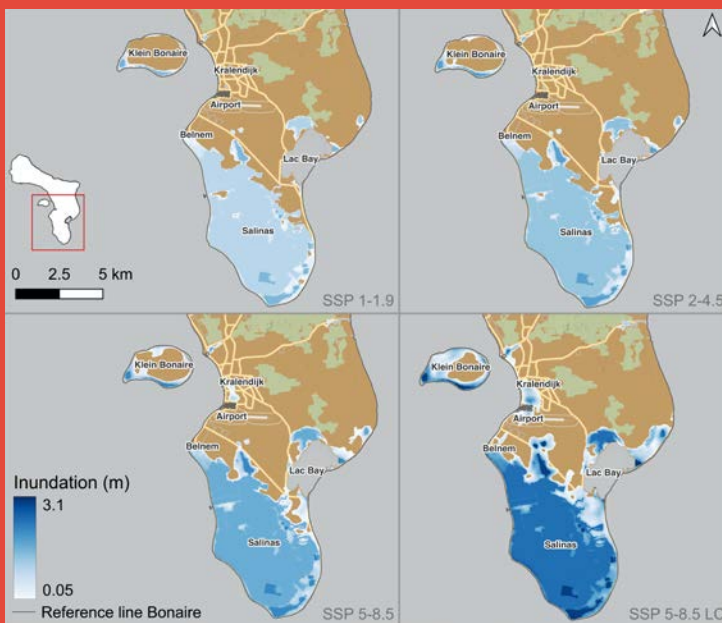 Klein Bonaire
Kralendijk
Airport
Belnem
Lac Bay
Salinas
0 2.5 5 km
SSP 1-1.9
Klein Bonaire
Kralendijk
Airport
Belnem
Lac Bay
Salinas
SSP 2-4.5
Klein Bonaire
Kralendijk
Airport
Belnem
Lac Bay
Salinas
Inundation (m)
3.1
0.05
Reference line Bonaire
SSP 5-8.5
Klein Bonaire
Kralendijk
Airport
Belnem
Lac Bay
Salinas
SSP 5-8.5 LC